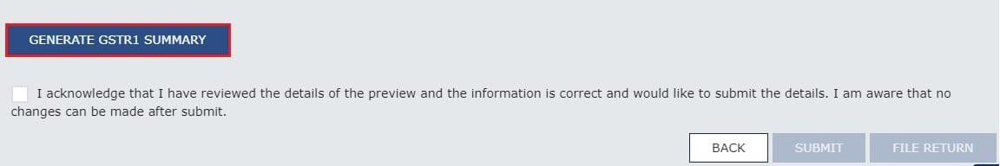 GENERATE GSTR1 SUMMARY
I acknowledge that I have reviewed the details of the preview and the information is correct and would like to submit the details. I am aware that no
changes can be made after submit.
BACK SUBMIT FILE RETURN